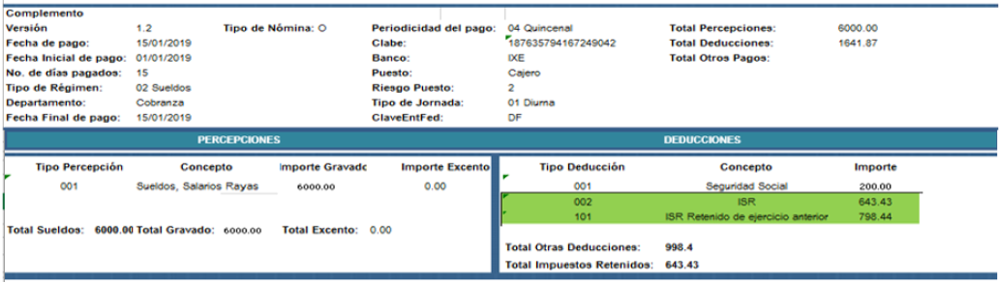 Complemento
Versión 1.2 Tipo de Nómina: O Periodicidad del pago: 04 Quincenal Total Percepciones: 6000.00
Fecha de pago: 15/01/2019 Clabe: 187635794167249042 Total Deducciones: 1641.87
Fecha Inicial de pago: 01/01/2019 Banco: IXE Total Otros Pagos:
No. de días pagados: 15 Puesto: Cajero
Tipo de Régimen: 02 Sueldos Riesgo Puesto: 2
Departamento: Cobranza Tipo de Jornada: 01 Diurna
Fecha Final de pago: 15/01/2019 ClaveEntFed: DF
PERCEPCIONES DEDUCCIONES
Tipo Percepción Concepto Importe Gravado Importe Excento Tipo Deducción Concepto Importe
001 Sueldos, Salarios Rayas 6000.00 0.00 001 Seguridad Social 200.00
002 ISR 643.43
101 ISR Retenido de ejercicio anterior 798.44
Total Sueldos: 6000.00 Total Gravado: 6000.00 Total Excento: 0.00
Total Otras Deducciones: 998.4
Total Impuestos Retenidos: 643.43